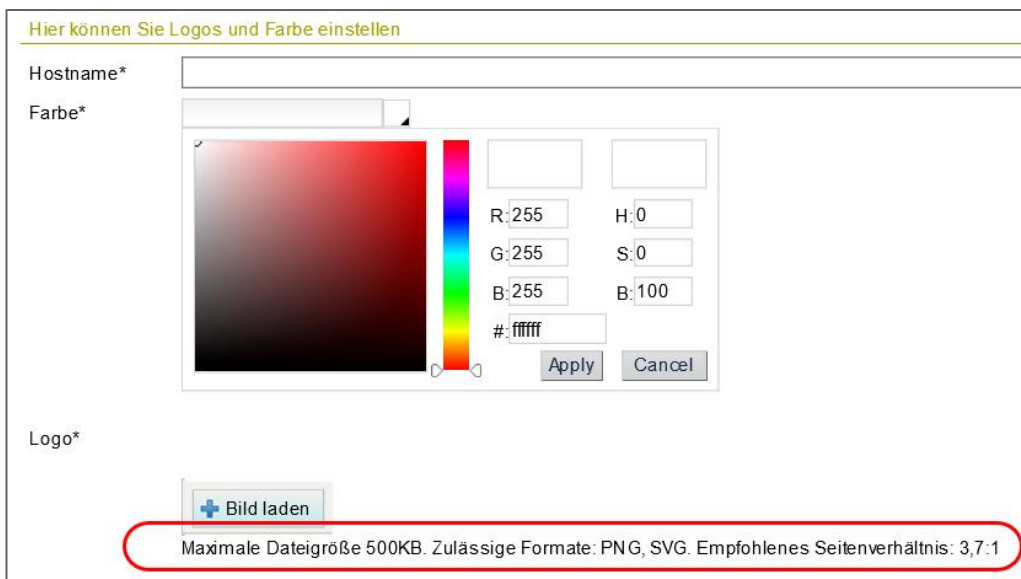 Hier können Sie Logos und Farbe einstellen
Hostname*
Farbe*
R: 255 H: 0
G: 255 S: 0
B: 255 B: 100
#: ffffff
Apply Cancel
Logo*
Bild laden
Maximale Dateigröße 500KB. Zulässige Formate: PNG, SVG. Empfohlenes Seitenverhältnis: 3,7:1